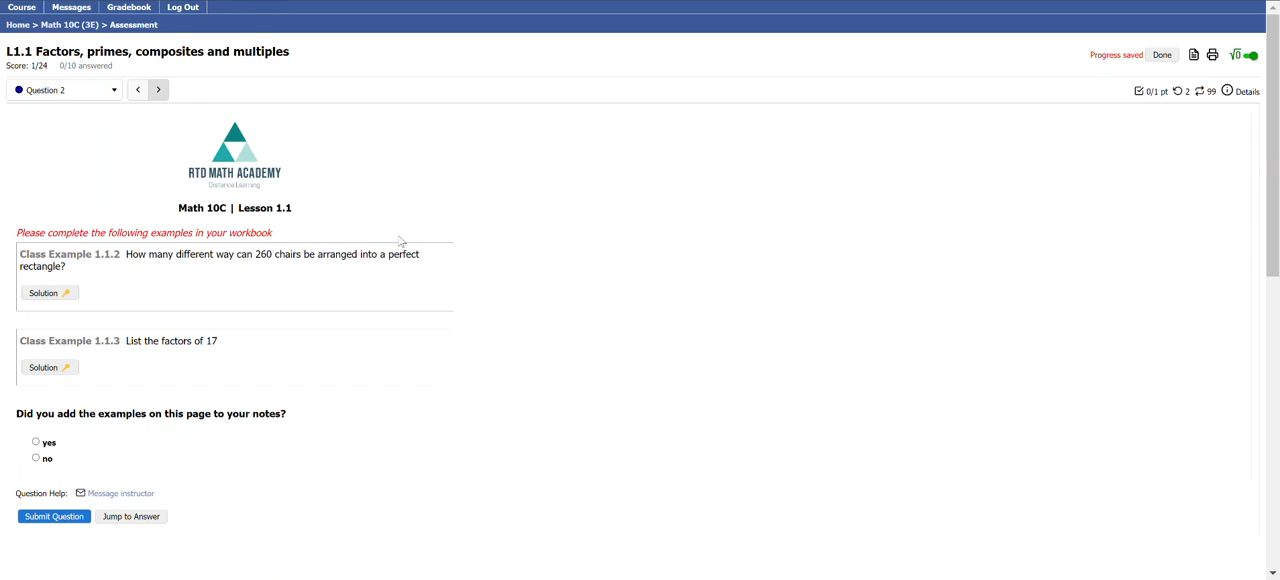 Course Messages Gradebook Log Out
Home > Math 10C (3E) > Assessment
L1.1 Factors, primes, composites and multiples
Score: 1/24 0/10 answered
Progress saved Done √0
Question 2 < > 0/1 pt 2 99 Details
RTD MATH ACADEMY
Distance Learning
Math 10C | Lesson 1.1
Please complete the following examples in your workbook
Class Example 1.1.2 How many different way can 260 chairs be arranged into a perfect
rectangle?
Solution
Class Example 1.1.3 List the factors of 17
Solution
Did you add the examples on this page to your notes?
yes
no
Question Help: Message instructor
Submit Question Jump to Answer